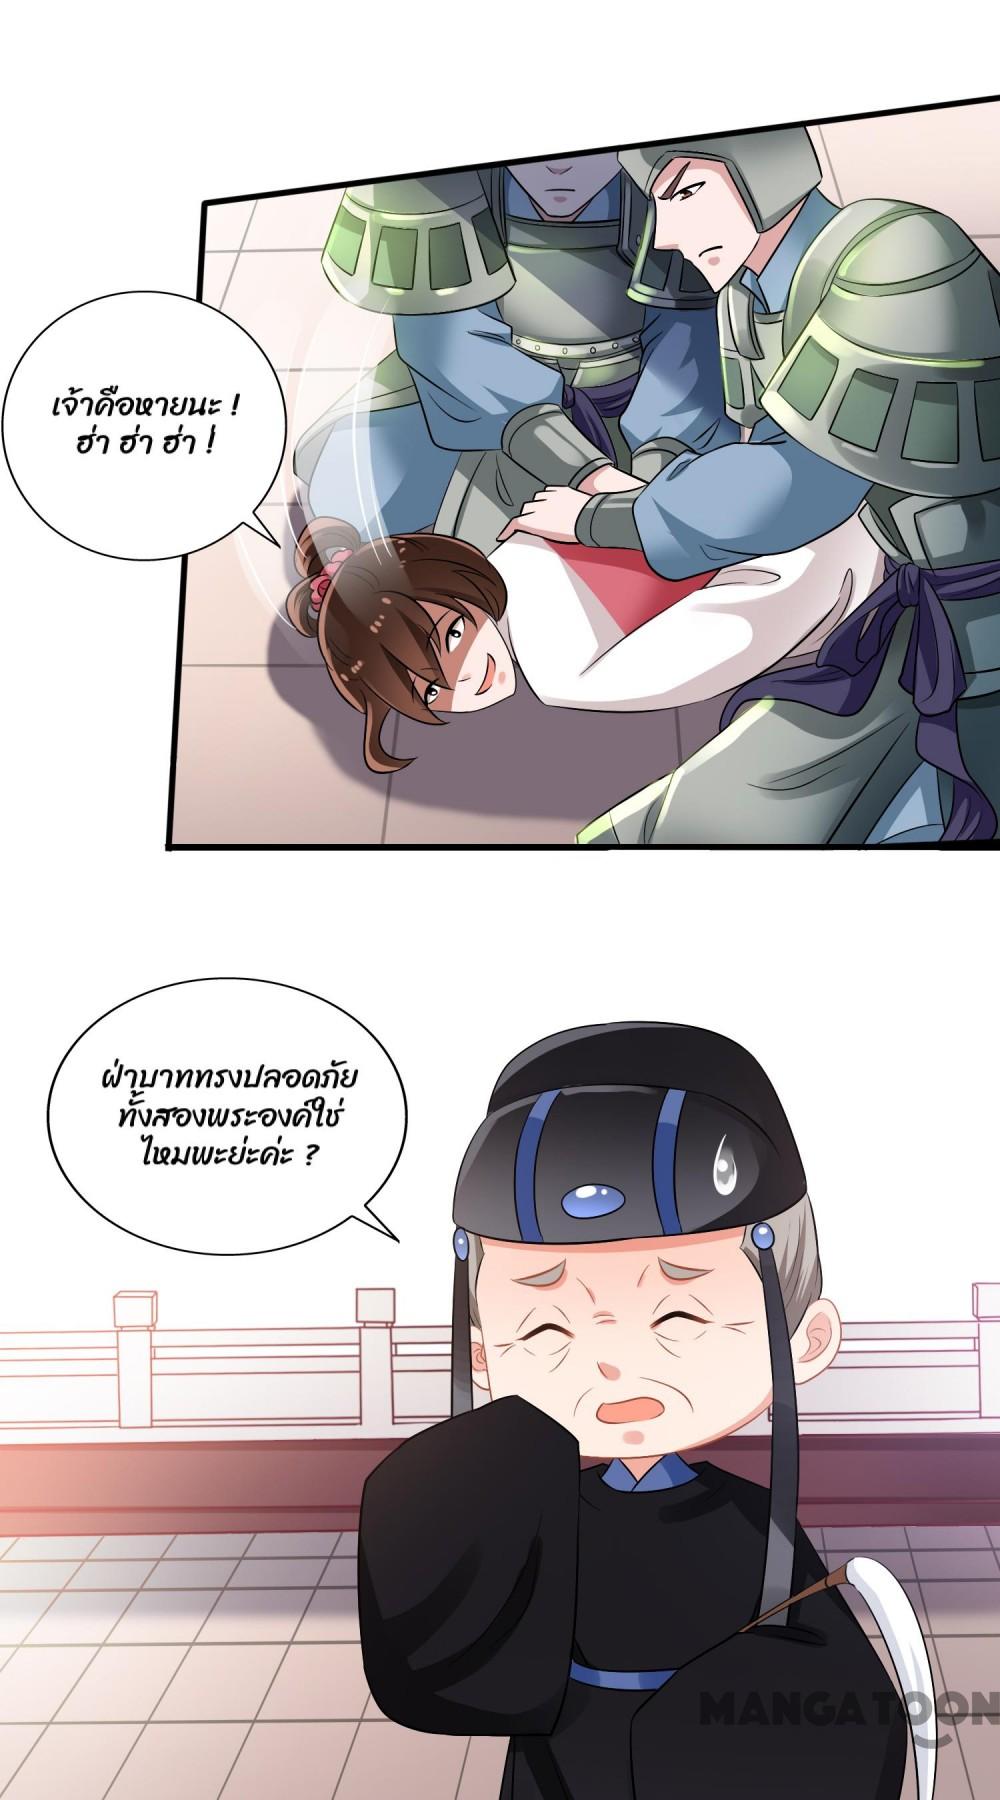 เจ้าคือหายนะ !
ฮ่า ฮ่า ฮ่า !
ฝ่าบาททรงปลอดภัย
ทั้งสองพระองค์ใช่
ไหมพะย่ะค่ะ ?
MANGA TOON